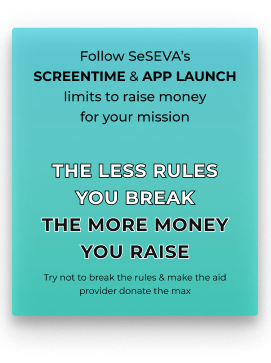 Follow SeSEVA's
SCREENTIME & APP LAUNCH
limits to raise money
for your mission
THE LESS RULES
YOU BREAK
THE MORE MONEY
YOU RAISE
Try not to break the rules & make the aid
provider donate the max